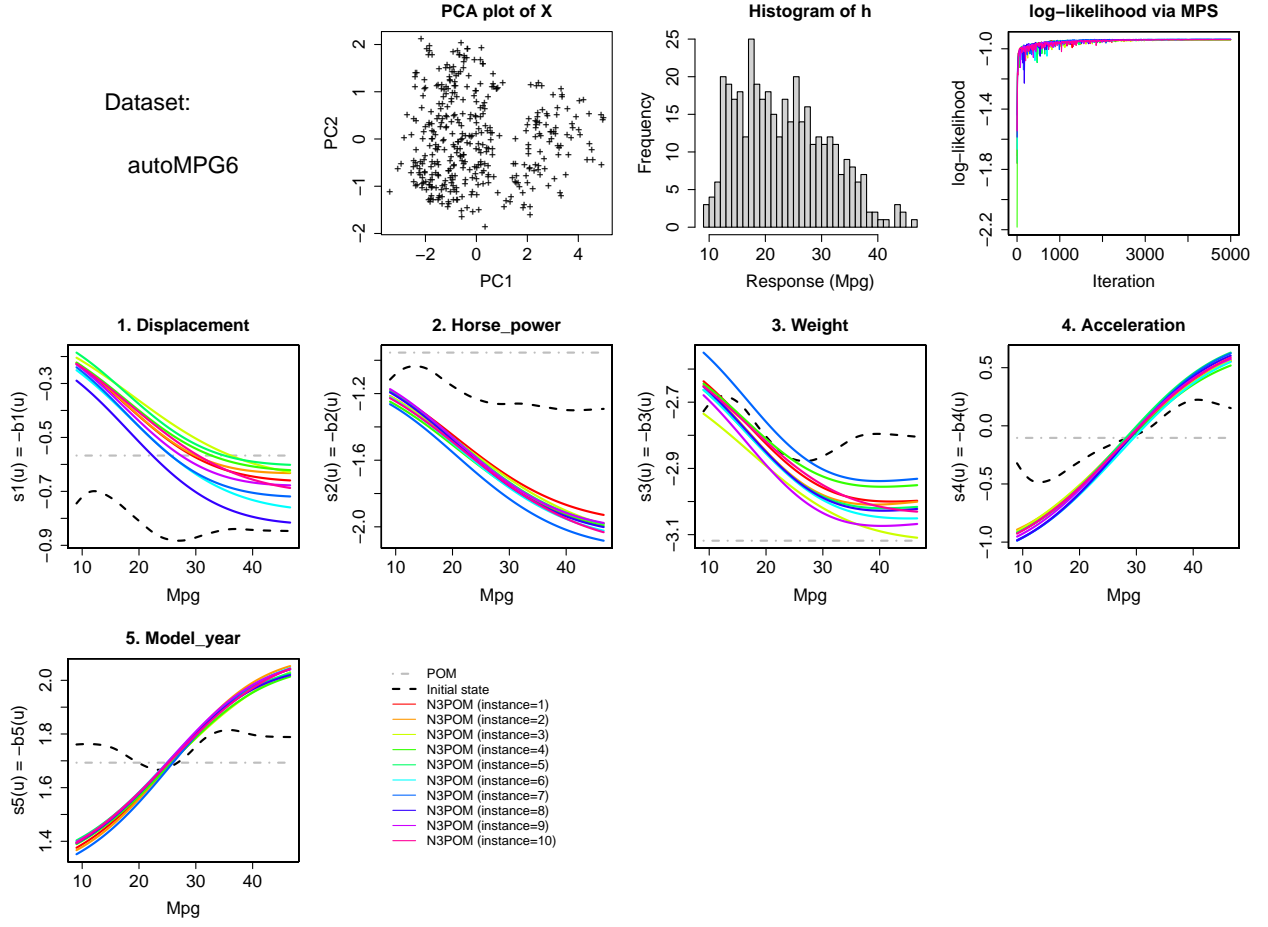 Dataset:
autoMPG6
PCA plot of X
2
1
0
−1
−2
PC2
−2 0 2 4
PC1
Histogram of h
25
20
15
10
5
0
Frequency
10 20 30 40
Response (Mpg)
log−likelihood via MPS
−1.0
−1.4
−1.8
−2.2
log−likelihood
0 1000 3000 5000
Iteration
1. Displacement
−0.3
−0.5
−0.7
−0.9
s1(u) = −b1(u)
10 20 30 40
Mpg
2. Horse_power
−1.2
−1.6
−2.0
s2(u) = −b2(u)
10 20 30 40
Mpg
3. Weight
−2.7
−2.9
−3.1
s3(u) = −b3(u)
10 20 30 40
Mpg
4. Acceleration
0.5
0.0
−0.5
−1.0
s4(u) = −b4(u)
10 20 30 40
Mpg
5. Model_year
2.0
1.8
1.6
1.4
s5(u) = −b5(u)
10 20 30 40
Mpg
POM
Initial state
N3POM (instance=1)
N3POM (instance=2)
N3POM (instance=3)
N3POM (instance=4)
N3POM (instance=5)
N3POM (instance=6)
N3POM (instance=7)
N3POM (instance=8)
N3POM (instance=9)
N3POM (instance=10)